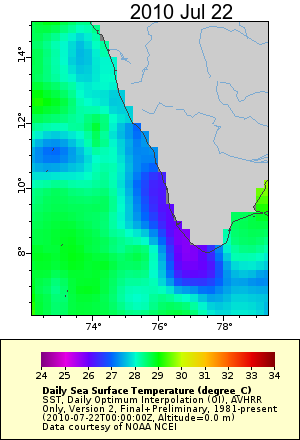 2010 Jul 22
14°
12°
10°
8°
74° 76° 78°
24 25 26 27 28 29 30 31 32 33 34
Daily Sea Surface Temperature (degree_C)
SST, Daily Optimum Interpolation (OI), AVHRR
Only, Version 2, Final+Preliminary, 1981-present
(2010-07-22T00:00:00Z, Altitude=0.0 m)
Data courtesy of NOAA NCEI